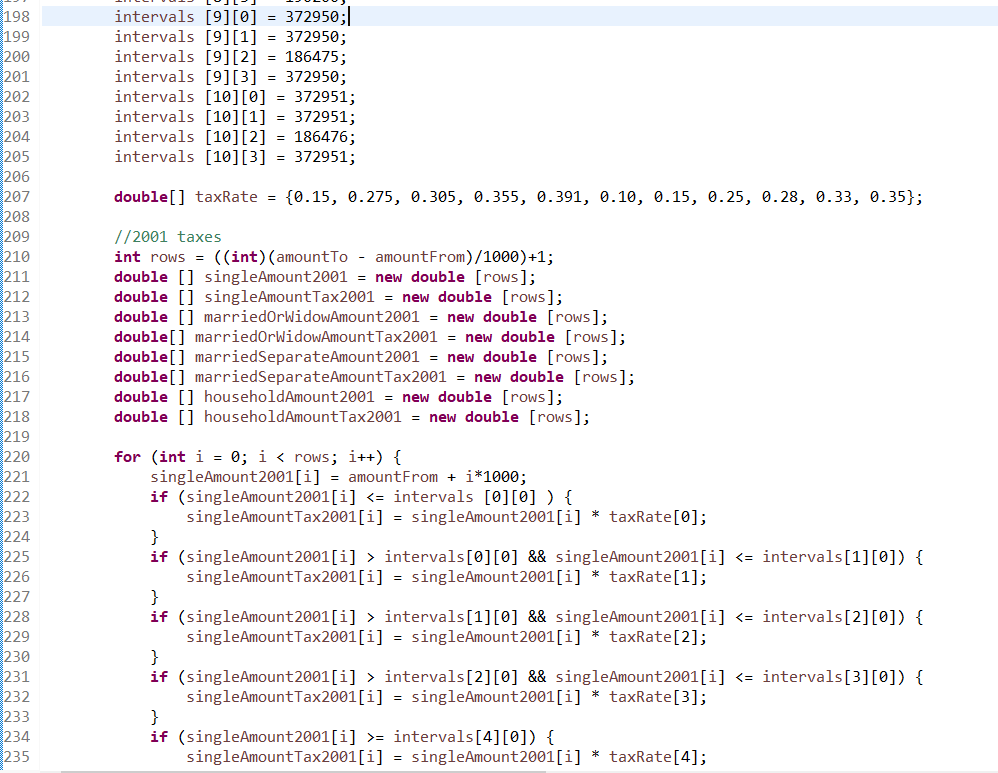 198 intervals [9][0] = 372950;
199 intervals [9][1] = 372950;
200 intervals [9][2] = 186475;
201 intervals [9][3] = 372950;
202 intervals [10][0] = 372951;
203 intervals [10][1] = 372951;
204 intervals [10][2] = 186476;
205 intervals [10][3] = 372951;
206
207 double[] taxRate = {0.15, 0.275, 0.305, 0.355, 0.391, 0.10, 0.15, 0.25, 0.28, 0.33, 0.35};
208
209 //2001 taxes
210 int rows = ((int)(amountTo - amountFrom)/1000)+1;
211 double [] singleAmount2001 = new double [rows];
212 double [] singleAmountTax2001 = new double [rows];
213 double [] marriedOrWidowAmount2001 = new double [rows];
214 double[] marriedOrWidowAmountTax2001 = new double [rows];
215 double[] marriedSeparateAmount2001 = new double [rows];
216 double[] marriedSeparateAmountTax2001 = new double [rows];
217 double [] householdAmount2001 = new double [rows];
218 double [] householdAmountTax2001 = new double [rows];
219
220 for (int i = 0; i < rows; i++) {
221 singleAmount2001[i] = amountFrom + i*1000;
222 if (singleAmount2001[i] <= intervals [0][0] ) {
223 singleAmountTax2001[i] = singleAmount2001[i] * taxRate[0];
224 }
225 if (singleAmount2001[i] > intervals[0][0] && singleAmount2001[i] <= intervals[1][0]) {
226 singleAmountTax2001[i] = singleAmount2001[i] * taxRate[1];
227 }
228 if (singleAmount2001[i] > intervals[1][0] && singleAmount2001[i] <= intervals[2][0]) {
229 singleAmountTax2001[i] = singleAmount2001[i] * taxRate[2];
230 }
231 if (singleAmount2001[i] > intervals[2][0] && singleAmount2001[i] <= intervals[3][0]) {
232 singleAmountTax2001[i] = singleAmount2001[i] * taxRate[3];
233 }
234 if (singleAmount2001[i] >= intervals[4][0]) {
235 singleAmountTax2001[i] = singleAmount2001[i] * taxRate[4];